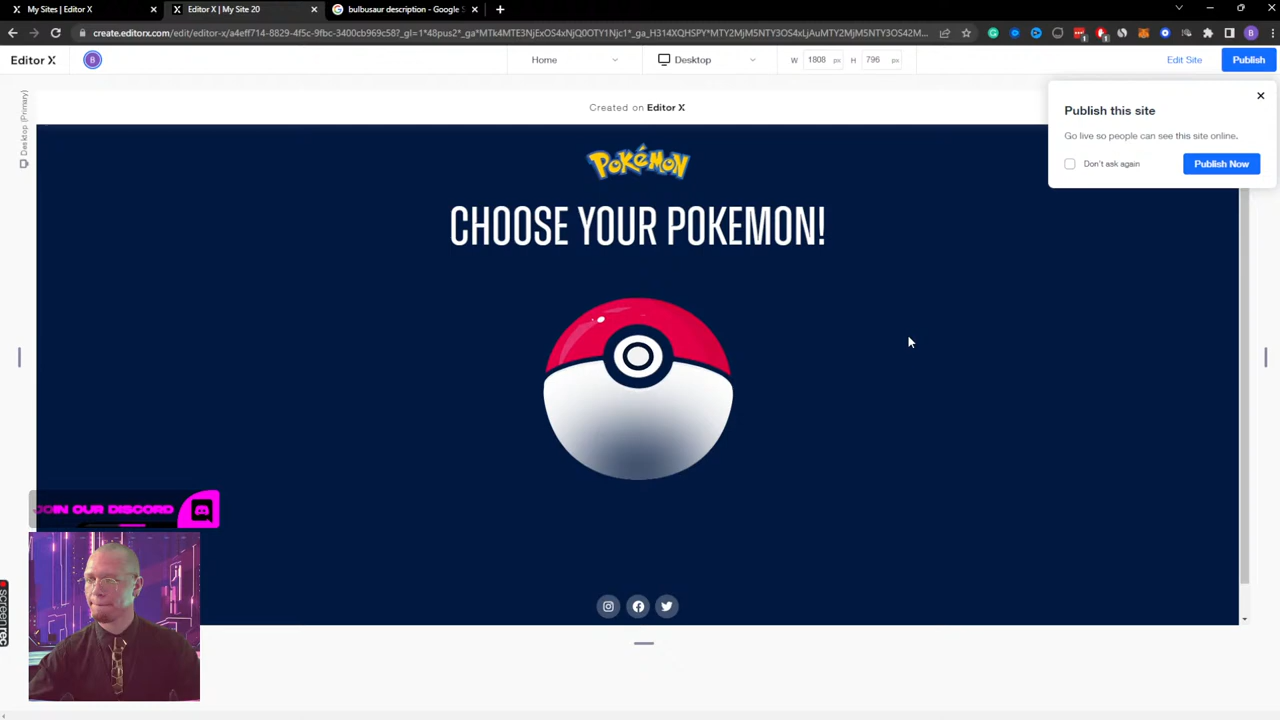 My Sites | Editor X
Editor X | My Site 20
bulbusaur description - Google S
create.editorx.com/edit/editor-x/a4eff714-8829-4f5c-9fbc-3400cb969c58?_gl=1*48pus2*_ga*MTk4MTE3NjExOS4xNjQ0OTY1Njc1*_ga_H314XQHSPY*MTY2MjM5NTY3OS4xLjAuMTY2MjM5NTY3OS42M...
Editor X
B
Home
Desktop
W 1808 px H 796 px
Edit Site
Publish
Desktop (Primary)
Created on Editor X
Publish this site
Go live so people can see this site online.
Don't ask again
Publish Now
POKéMON
CHOOSE YOUR POKEMON!
JOIN OUR DISCORD
screenrec